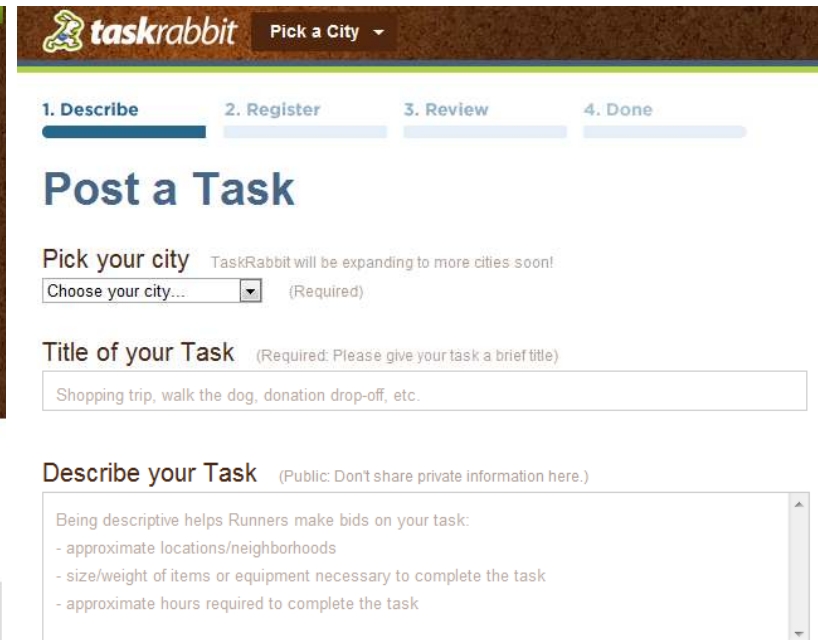 taskrabbit Pick a City
1. Describe 2. Register 3. Review 4. Done
Post a Task
Pick your city TaskRabbit will be expanding to more cities soon!
Choose your city... (Required)
Title of your Task (Required: Please give your task a brief title)
Shopping trip, walk the dog, donation drop-off, etc.
Describe your Task (Public: Don't share private information here.)
Being descriptive helps Runners make bids on your task:
- approximate locations/neighborhoods
- size/weight of items or equipment necessary to complete the task
- approximate hours required to complete the task